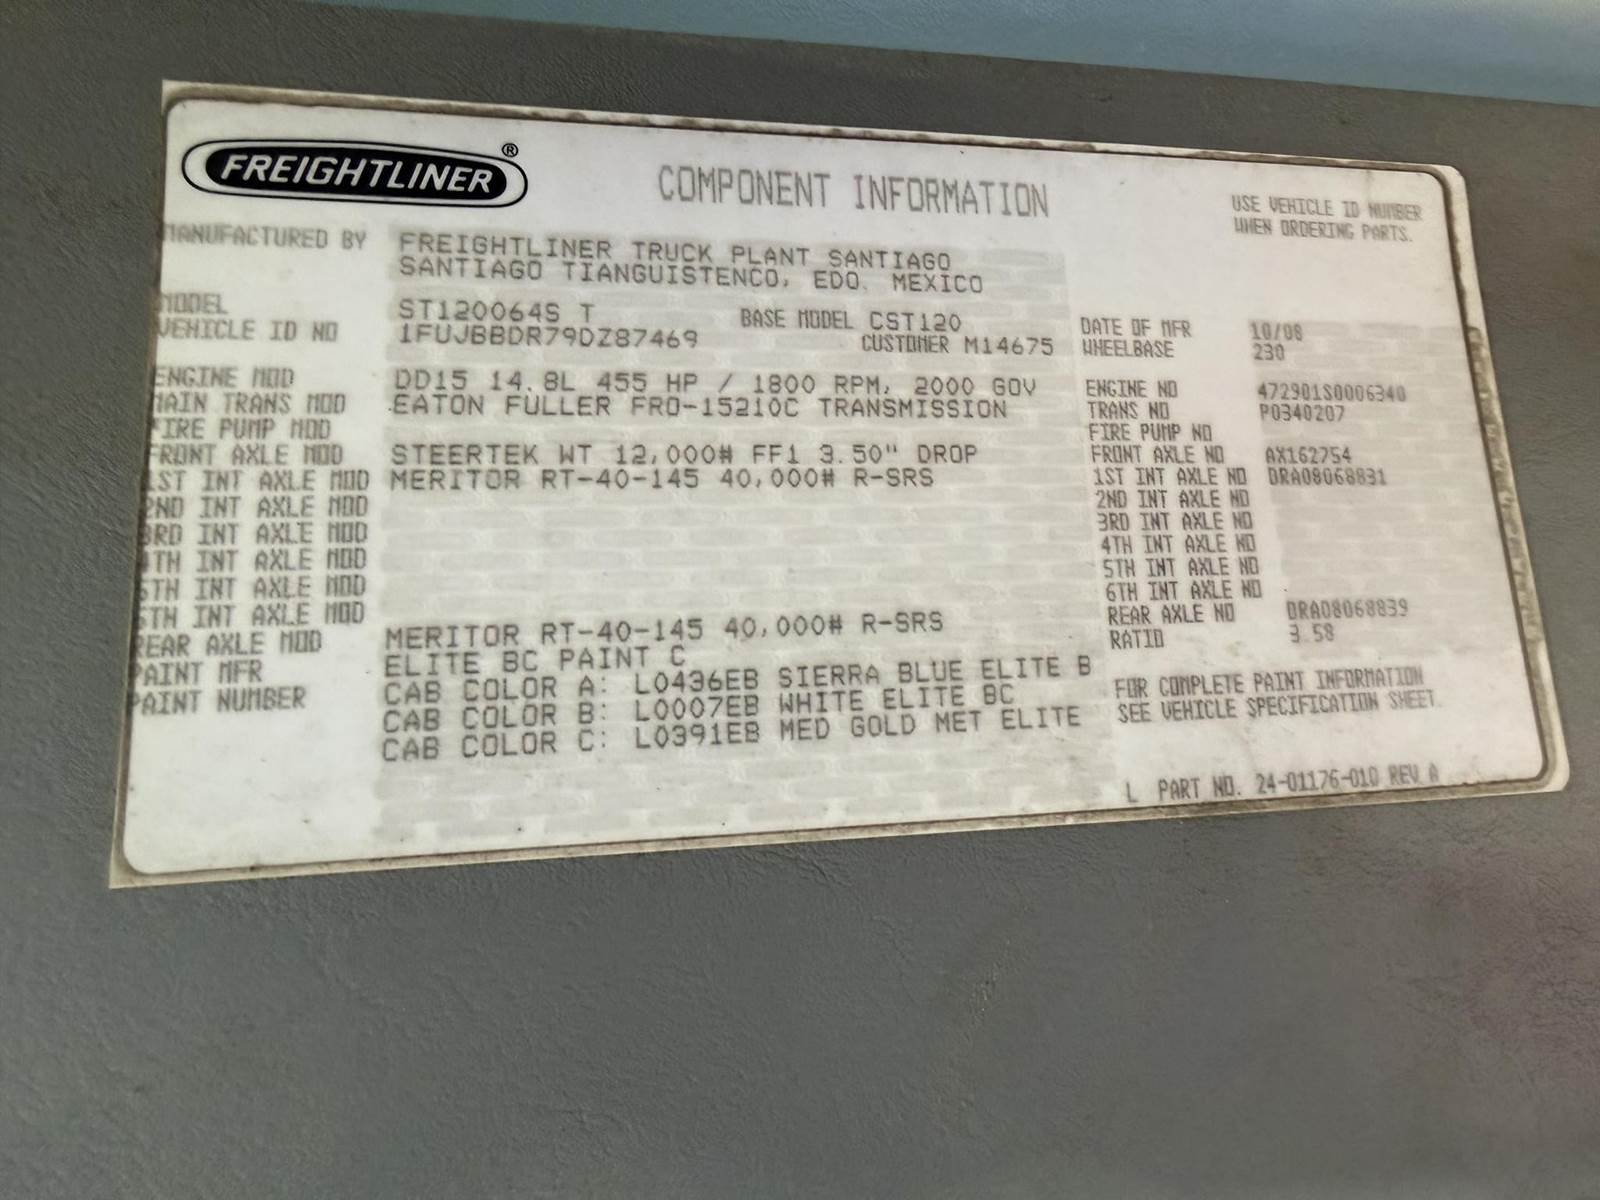 FREIGHTLINER ®
COMPONENT INFORMATION
USE VEHICLE ID NUMBER
WHEN ORDERING PARTS.
MANUFACTURED BY FREIGHTLINER TRUCK PLANT SANTIAGO
SANTIAGO TIANGUISTENCO, EDO. MEXICO
MODEL ST120064S T BASE MODEL CST120 DATE OF MFR 10/08
VEHICLE ID NO 1FUJBBDR79DZ87469 CUSTOMER M14675 WHEELBASE 230
ENGINE MOD DD15 14.8L 455 HP / 1800 RPM, 2000 GOV ENGINE NO 472901S0006340
MAIN TRANS MOD EATON FULLER FRO-15210C TRANSMISSION TRANS NO P0340207
FIRE PUMP MOD FIRE PUMP NO
FRONT AXLE MOD STEERTEK WT 12,000# FF1 3.50" DROP FRONT AXLE NO AX162754
1ST INT AXLE MOD MERITOR RT-40-145 40,000# R-SRS 1ST INT AXLE NO DRA08068831
2ND INT AXLE MOD 2ND INT AXLE NO
3RD INT AXLE MOD 3RD INT AXLE NO
4TH INT AXLE MOD 4TH INT AXLE NO
5TH INT AXLE MOD 5TH INT AXLE NO
6TH INT AXLE MOD 6TH INT AXLE NO
REAR AXLE MOD MERITOR RT-40-145 40,000# R-SRS REAR AXLE NO DRA08068839
PAINT MFR ELITE BC PAINT C RATIO 3.58
PAINT NUMBER CAB COLOR A: L0436EB SIERRA BLUE ELITE B
CAB COLOR B: L0007EB WHITE ELITE BC
CAB COLOR C: L0391EB MED GOLD MET ELITE
FOR COMPLETE PAINT INFORMATION
SEE VEHICLE SPECIFICATION SHEET.
L PART NO. 24-01176-010 REV A